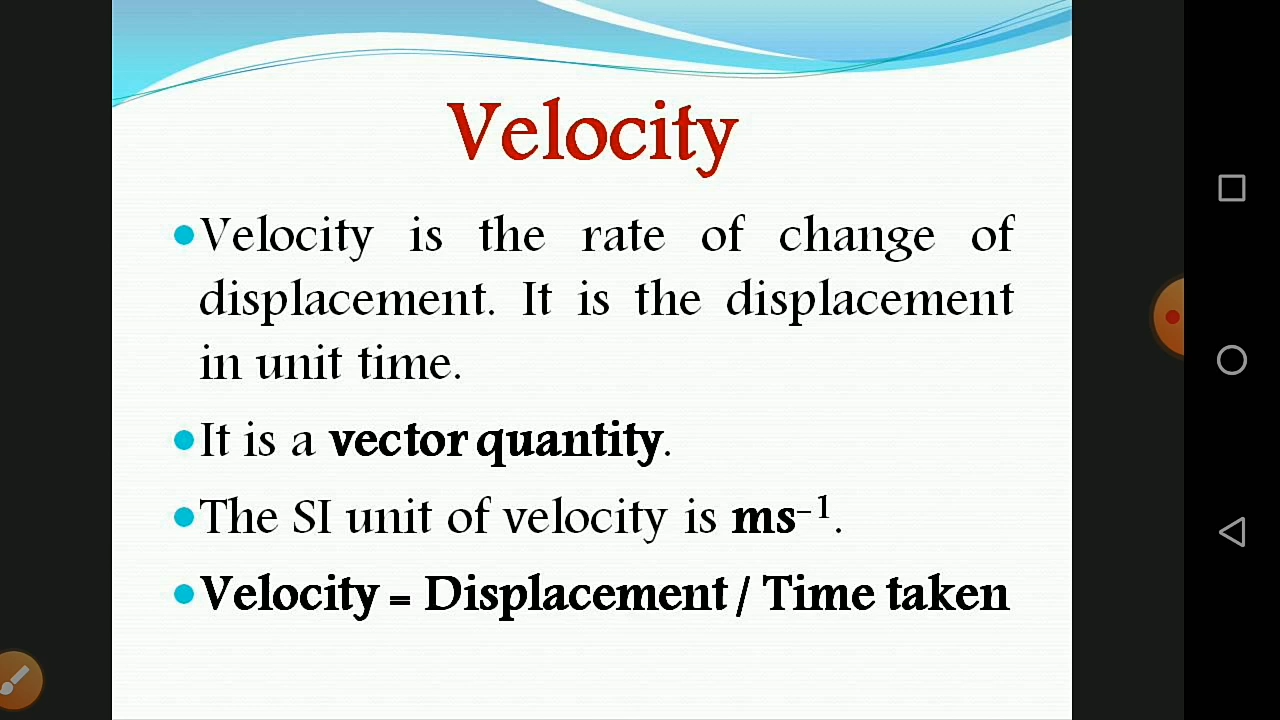 Velocity
•Velocity is the rate of change of
displacement. It is the displacement
in unit time.
•It is a vector quantity.
•The SI unit of velocity is ms⁻¹.
•Velocity = Displacement / Time taken